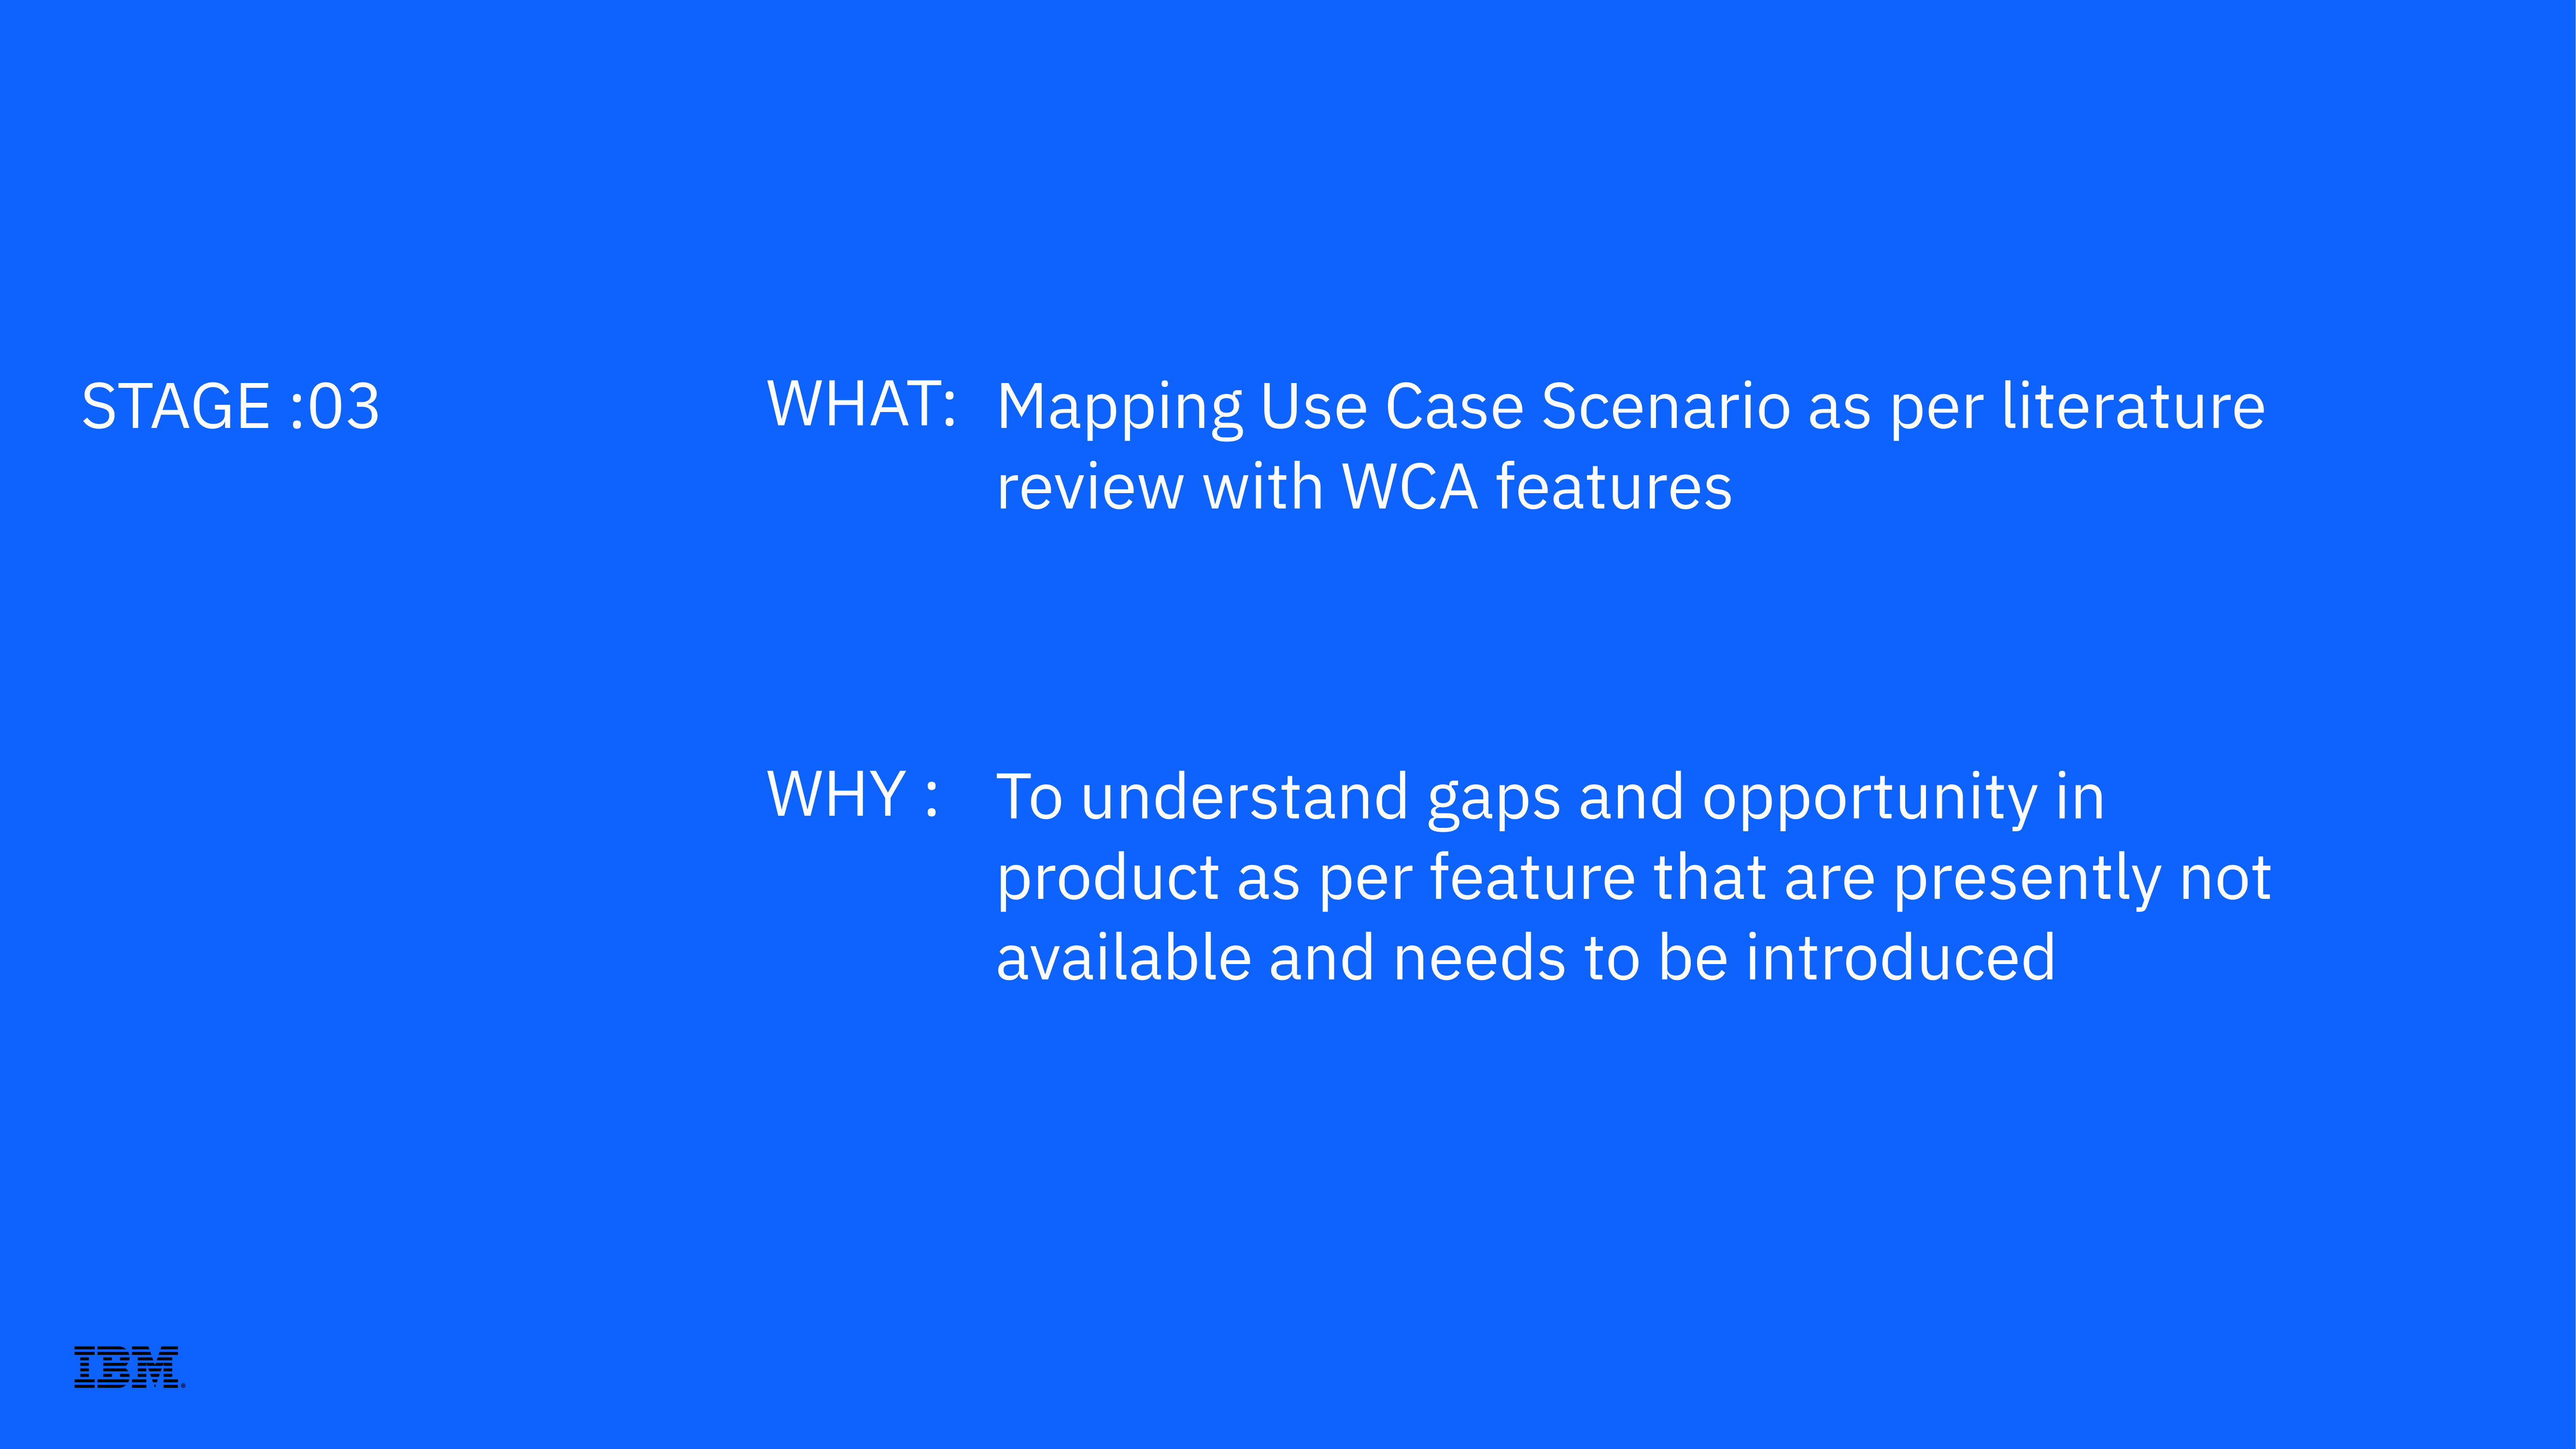 STAGE :03
WHAT:
Mapping Use Case Scenario as per literature
review with WCA features
WHY :
To understand gaps and opportunity in
product as per feature that are presently not
available and needs to be introduced
IBM®